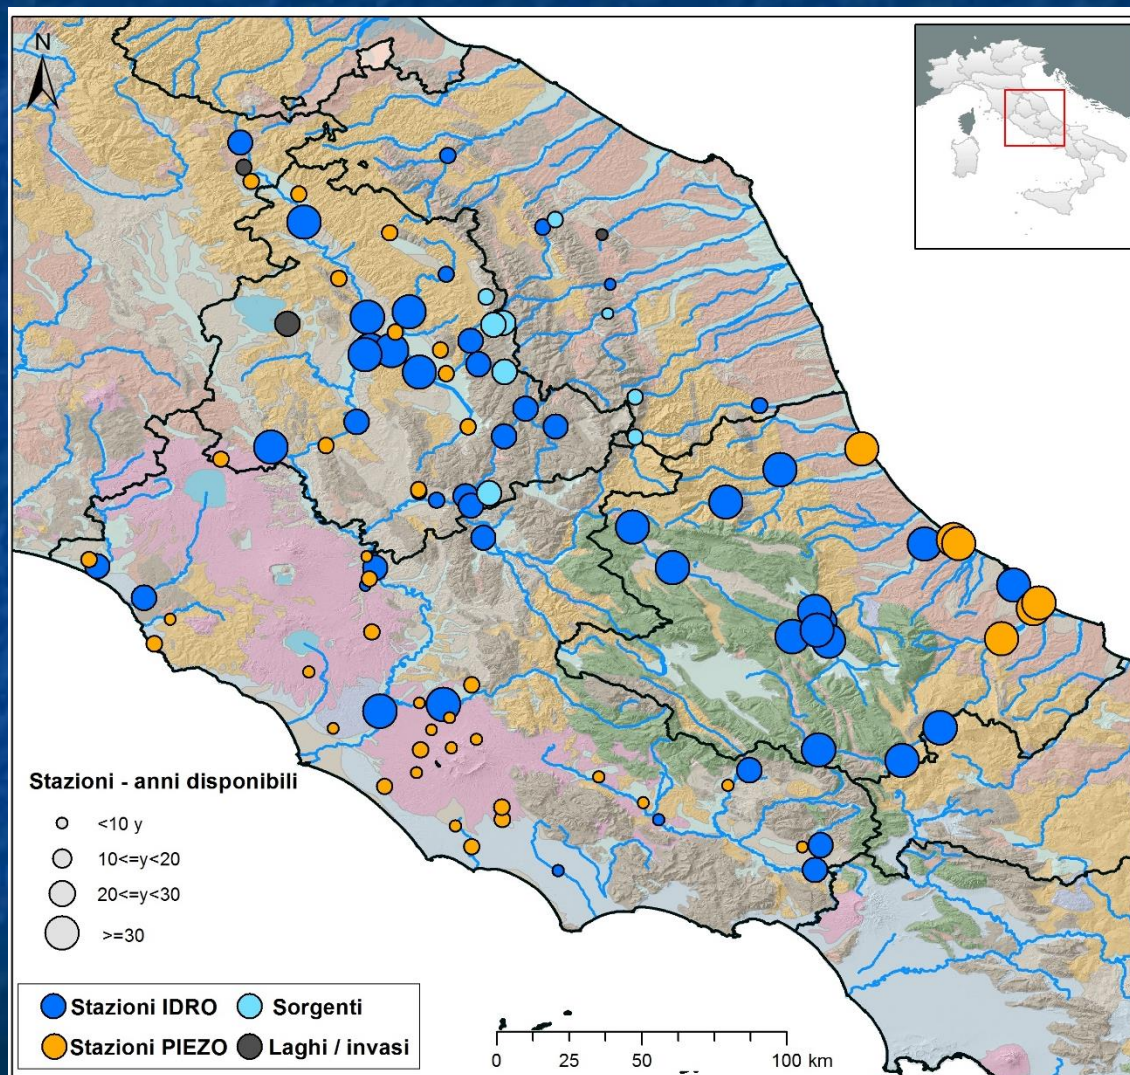 N
Stazioni - anni disponibili
<10 y
10<=y<20
20<=y<30
>=30
Stazioni IDRO
Sorgenti
Stazioni PIEZO
Laghi / invasi
0 25 50 100 km